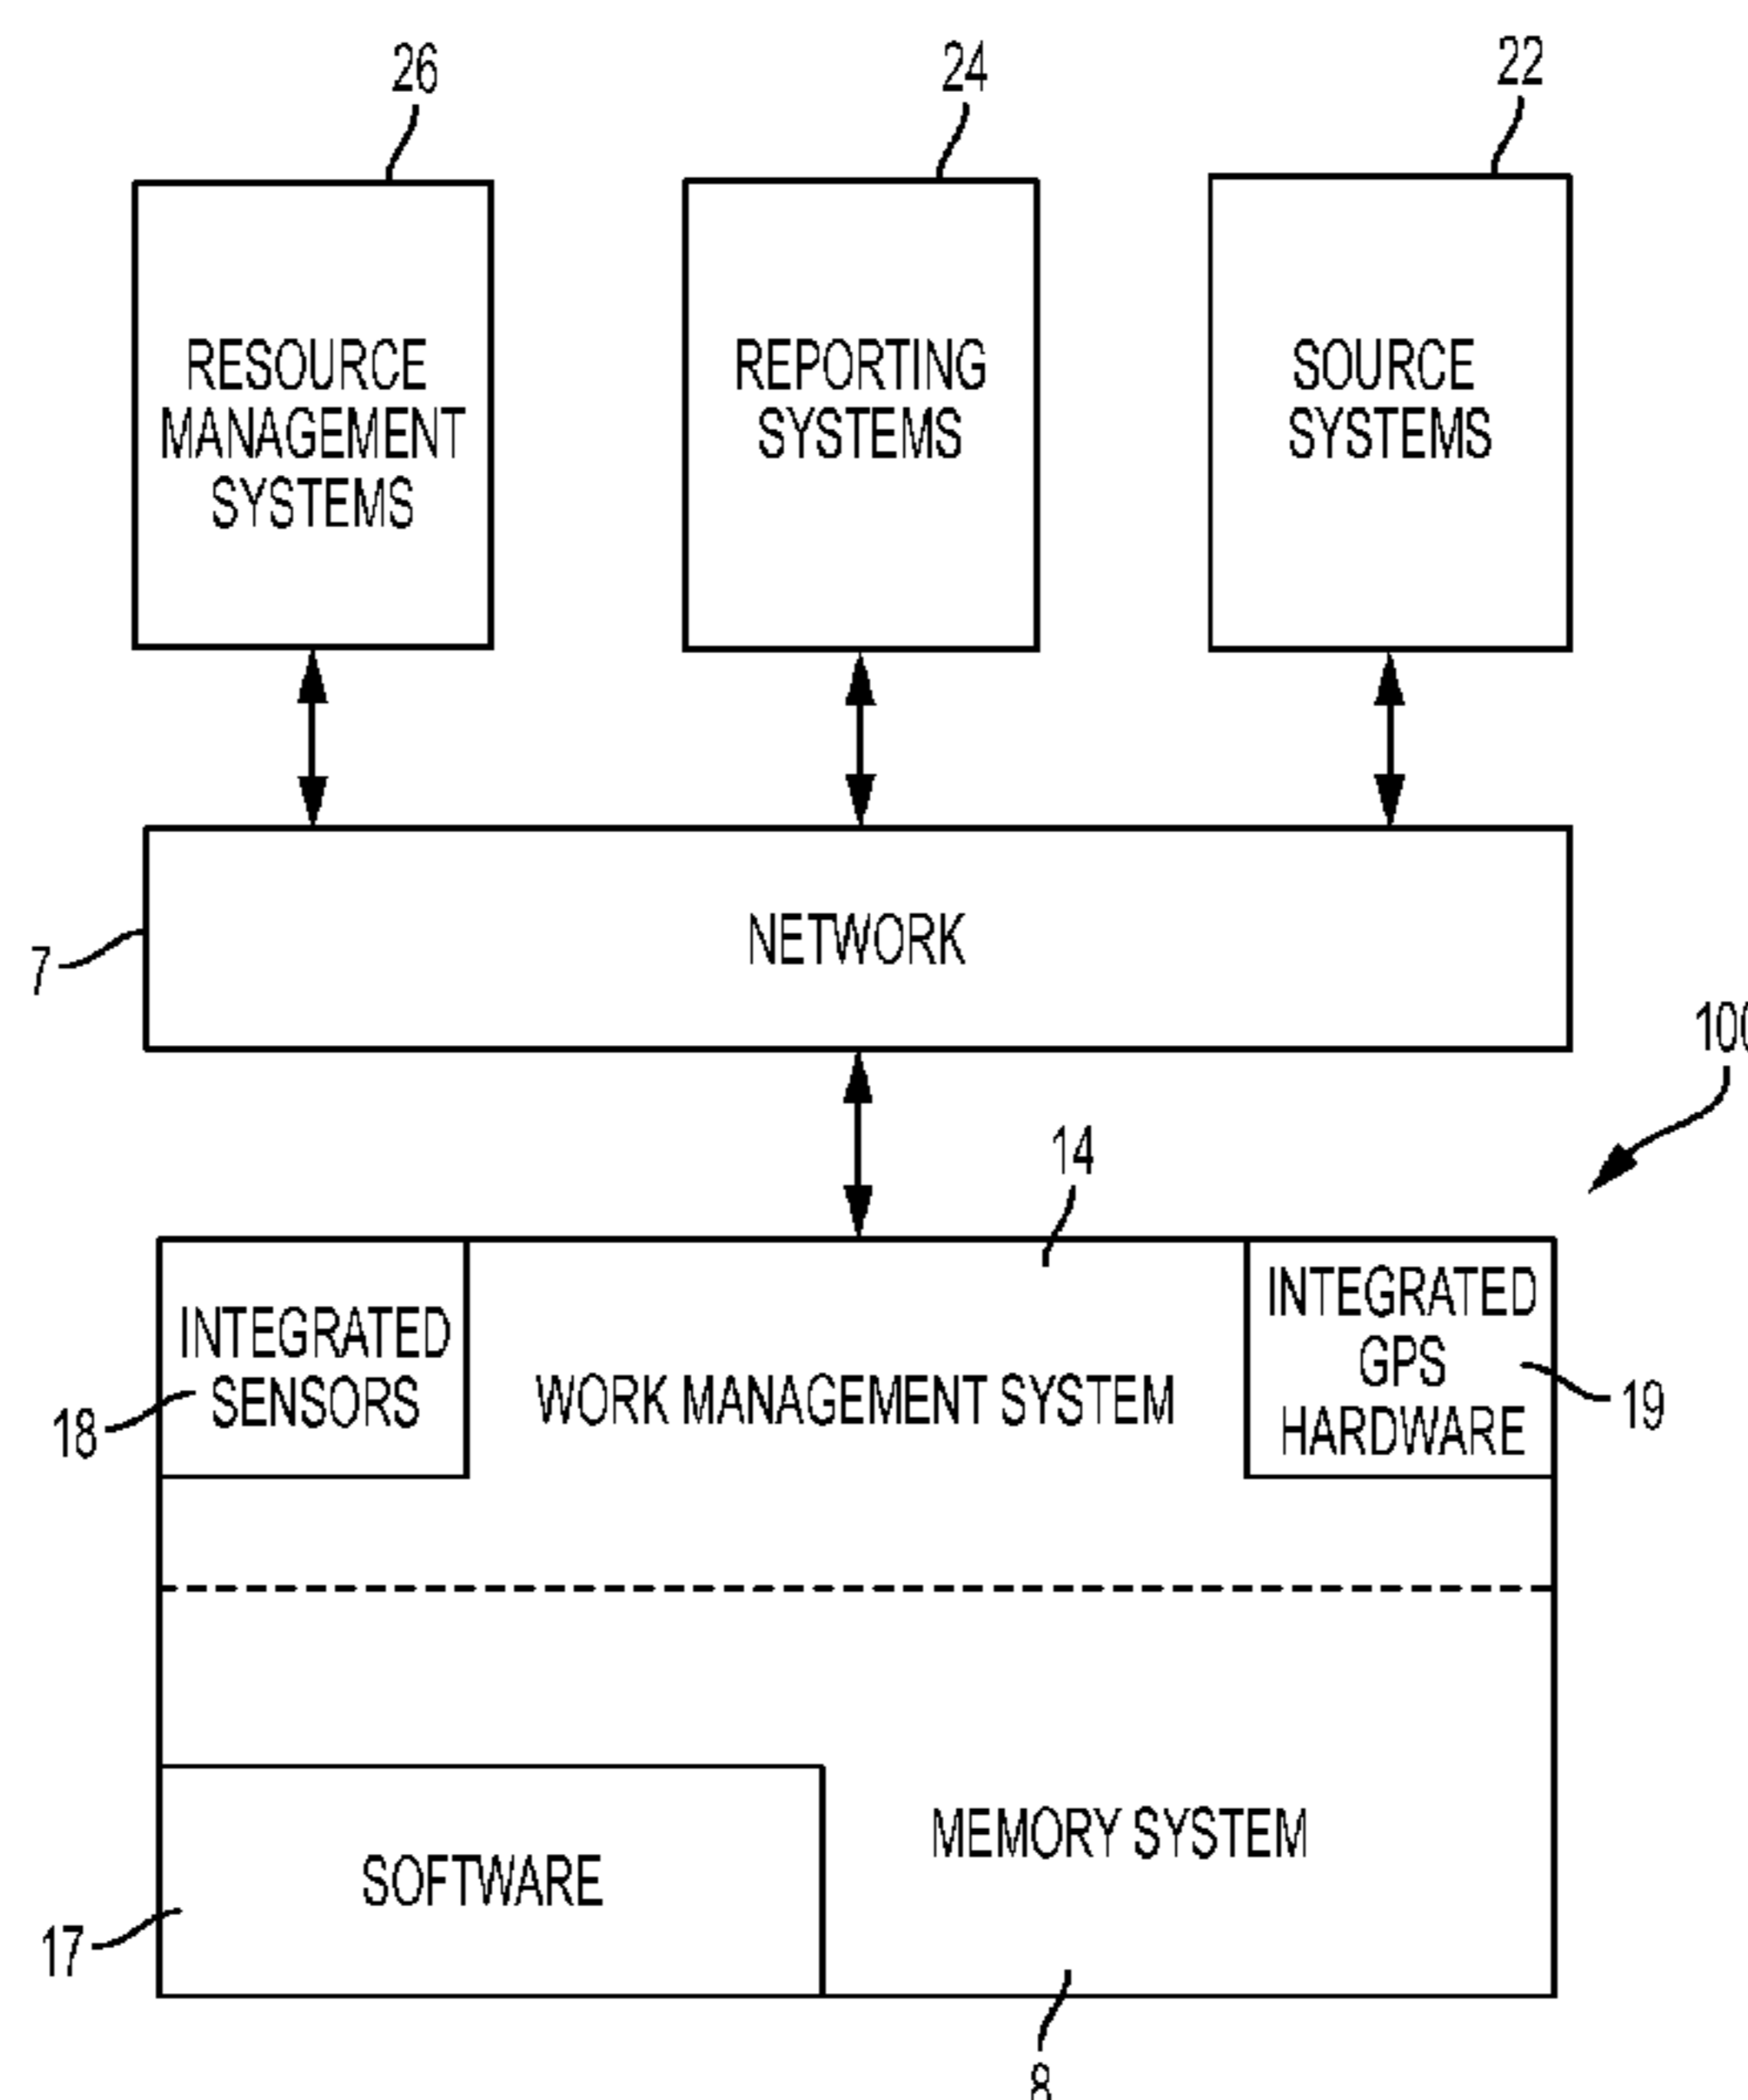 26
24
22
RESOURCE
MANAGEMENT
SYSTEMS
REPORTING
SYSTEMS
SOURCE
SYSTEMS
NETWORK
7
100
14
INTEGRATED
SENSORS
18
WORK MANAGEMENT SYSTEM
INTEGRATED
GPS
HARDWARE
19
SOFTWARE
17
MEMORY SYSTEM
8